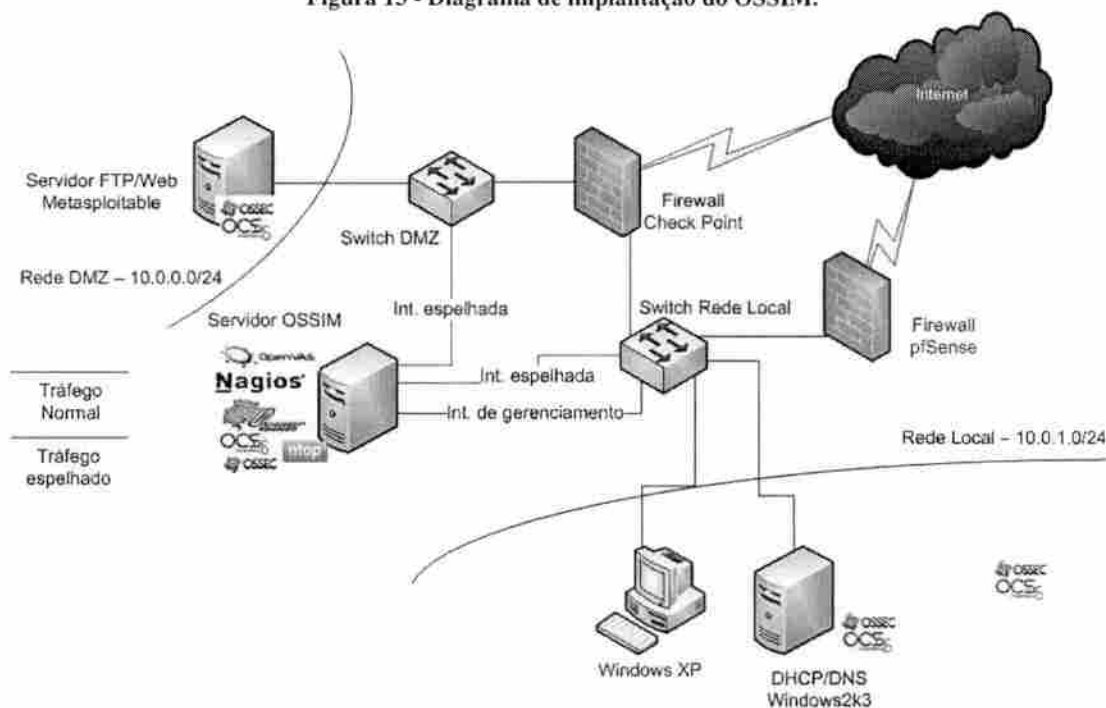 Figura 15 - Diagrama de implantação do OSSIM.
Internet
Servidor FTP/Web
Metasploitable
OSSEC
OCS
Switch DMZ
Firewall
Check Point
Rede DMZ – 10.0.0.0/24
Int. espelhada
Servidor OSSIM
Switch Rede Local
Firewall
pfSense
OpenVAS
Nagios
Int. espelhada
Tráfego
Normal
Int. de gerenciamento
OCS
ntop
OSSEC
Rede Local – 10.0.1.0/24
Tráfego
espelhado
OSSEC
OCS
OSSEC
OCS
Windows XP
DHCP/DNS
Windows2k3